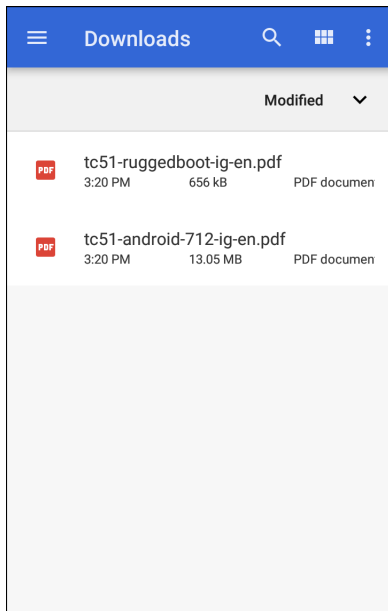 Downloads
Modified
PDF
tc51-ruggedboot-ig-en.pdf
3:20 PM 656 kB PDF documen
PDF
tc51-android-712-ig-en.pdf
3:20 PM 13.05 MB PDF documen